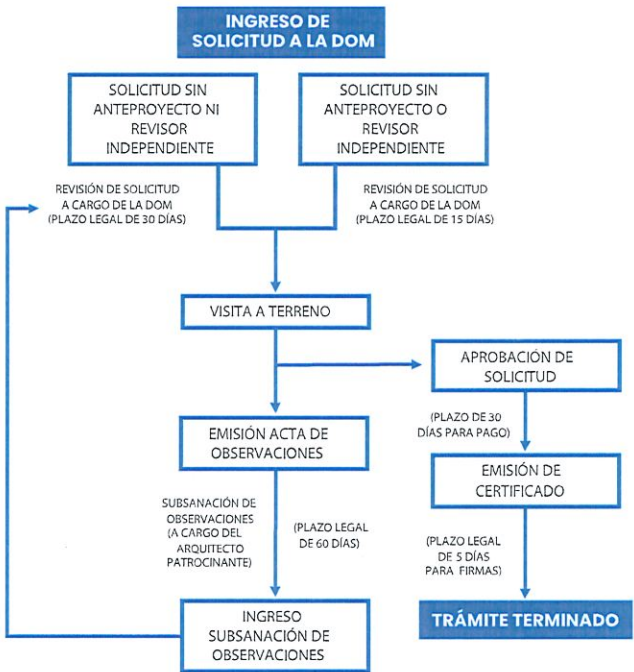 INGRESO DE
SOLICITUD A LA DOM
SOLICITUD SIN
ANTEPROYECTO NI
REVISOR
INDEPENDIENTE
SOLICITUD SIN
ANTEPROYECTO O
REVISOR
INDEPENDIENTE
REVISIÓN DE SOLICITUD
A CARGO DE LA DOM
(PLAZO LEGAL DE 30 DÍAS)
REVISIÓN DE SOLICITUD
A CARGO DE LA DOM
(PLAZO LEGAL DE 15 DÍAS)
VISITA A TERRENO
APROBACIÓN DE
SOLICITUD
EMISIÓN ACTA DE
OBSERVACIONES
(PLAZO DE 30
DÍAS PARA PAGO)
EMISIÓN DE
CERTIFICADO
SUBSANACIÓN DE
OBSERVACIONES
(A CARGO DEL
ARQUITECTO
PATROCINANTE)
(PLAZO LEGAL
DE 60 DÍAS)
(PLAZO LEGAL
DE 5 DÍAS
PARA FIRMAS)
INGRESO
SUBSANACIÓN DE
OBSERVACIONES
TRÁMITE TERMINADO